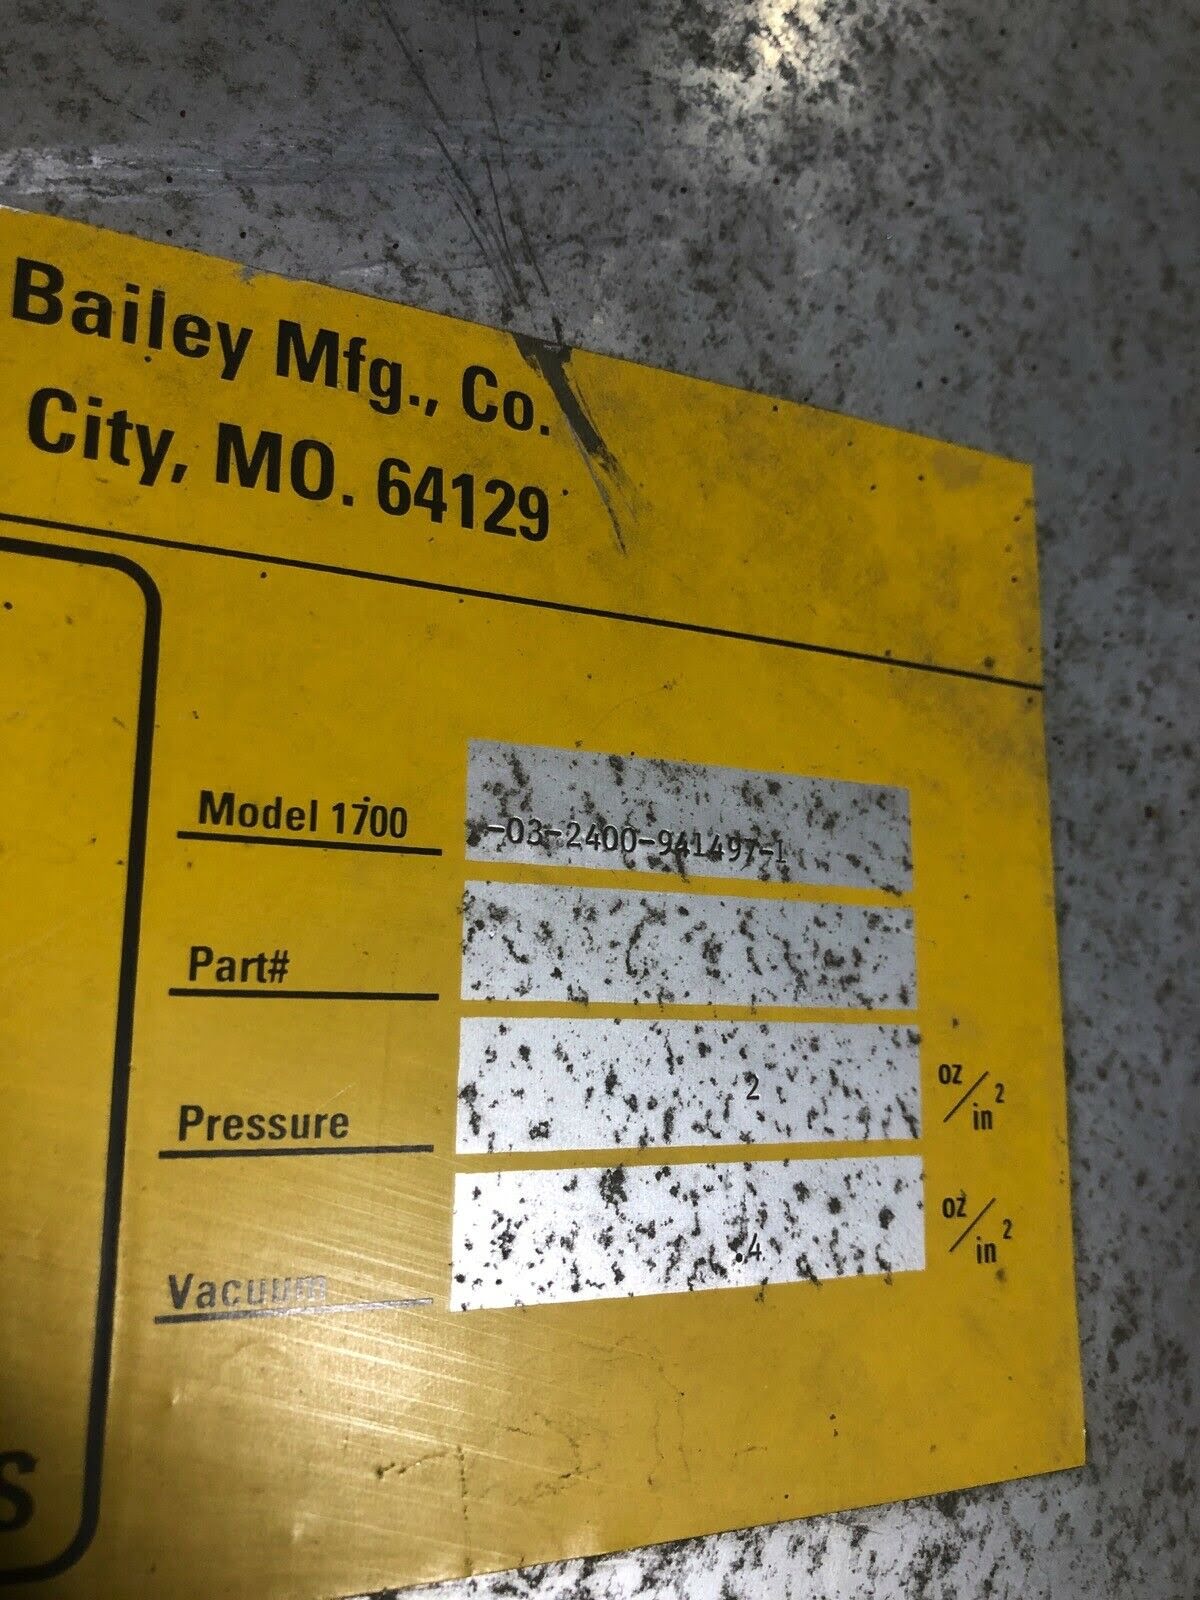 Bailey Mfg., Co.
City, MO. 64129
Model 1700 -03-2400-941497-1
Part#
Pressure 2 oz/in²
Vacuum .4 oz/in²
S